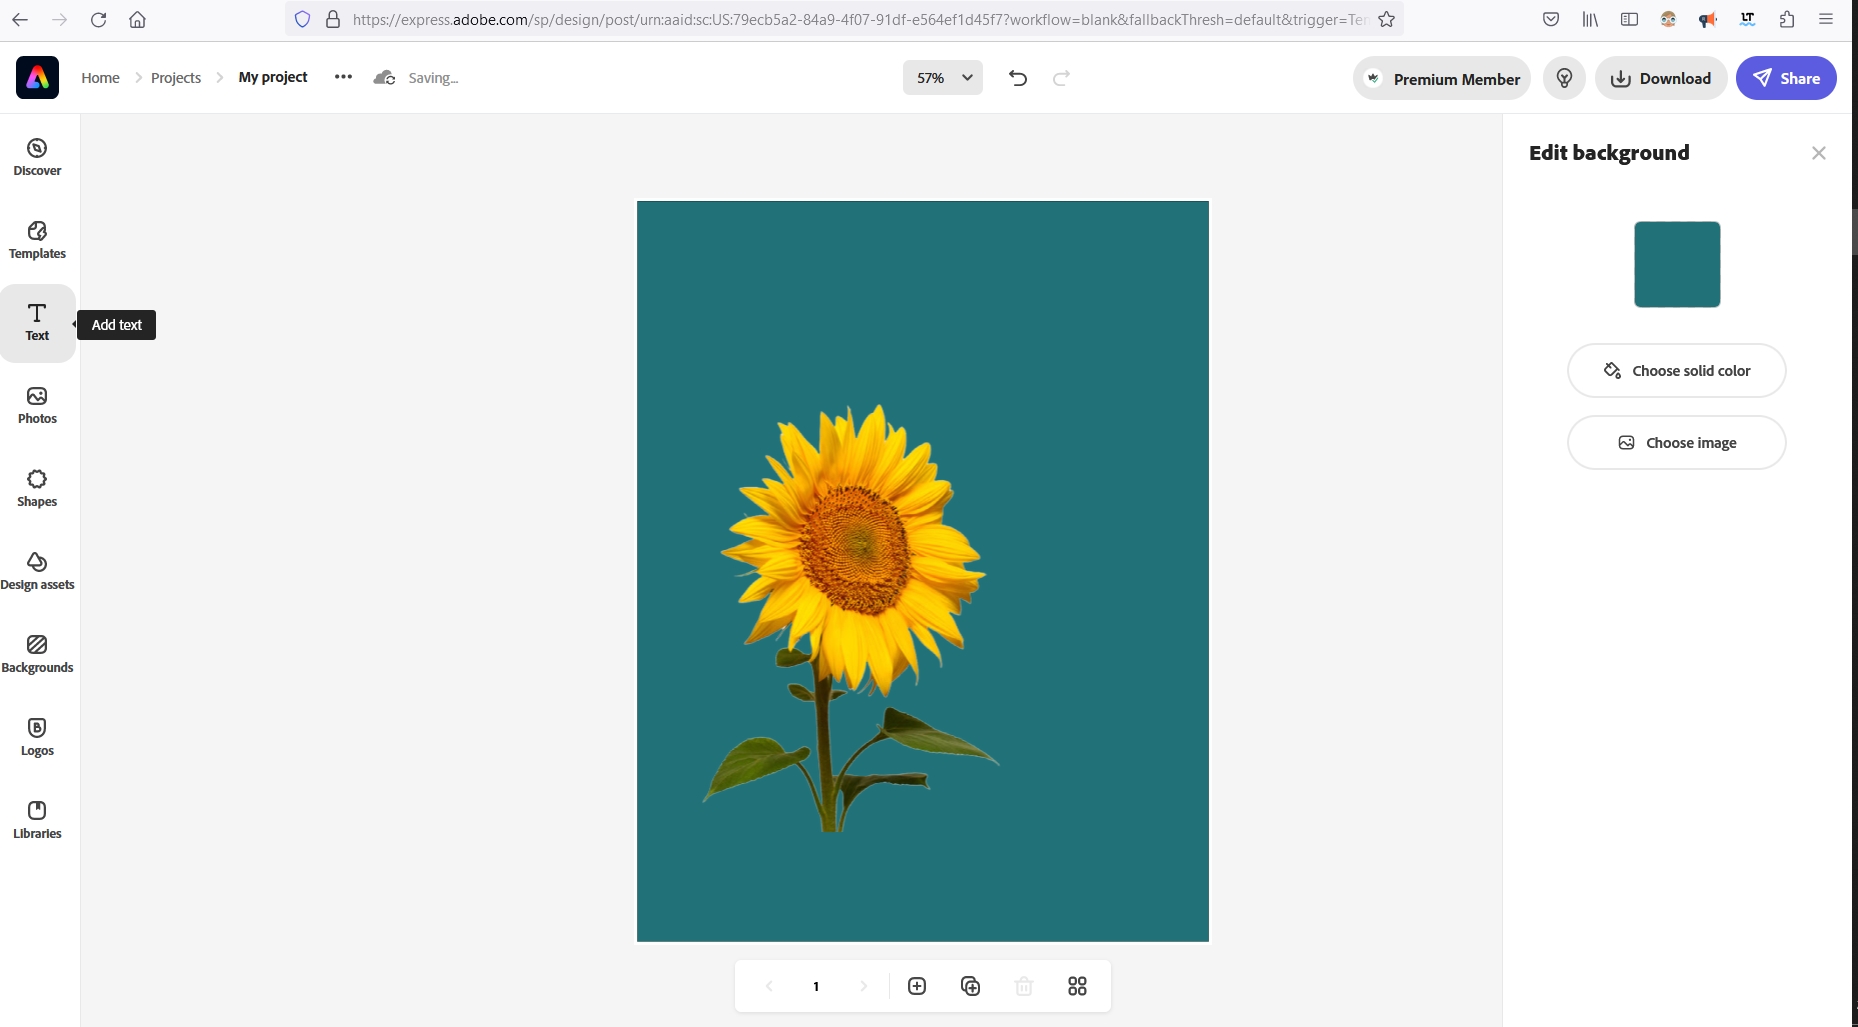 https://express.adobe.com/sp/design/post/urn:aaid:sc:US:79ecb5a2-84a9-4f07-91df-e564ef1d45f7?workflow=blank&fallbackThresh=default&trigger=Ter
LT
Home
Projects
My project
Saving...
57%
Premium Member
Download
Share
Discover
Templates
Text
Add text
Photos
Shapes
Design assets
Backgrounds
B
Logos
Libraries
Edit background
Choose solid color
Choose image
1